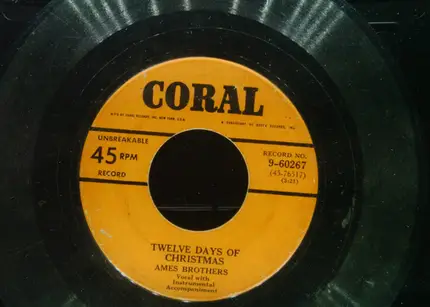 CORAL
UNBREAKABLE
45 RPM
RECORD
RECORD NO.
9-60267
(45-76517)
TWELVE DAYS OF
CHRISTMAS
AMES BROTHERS
Vocal with
Instrumental
Accompaniment